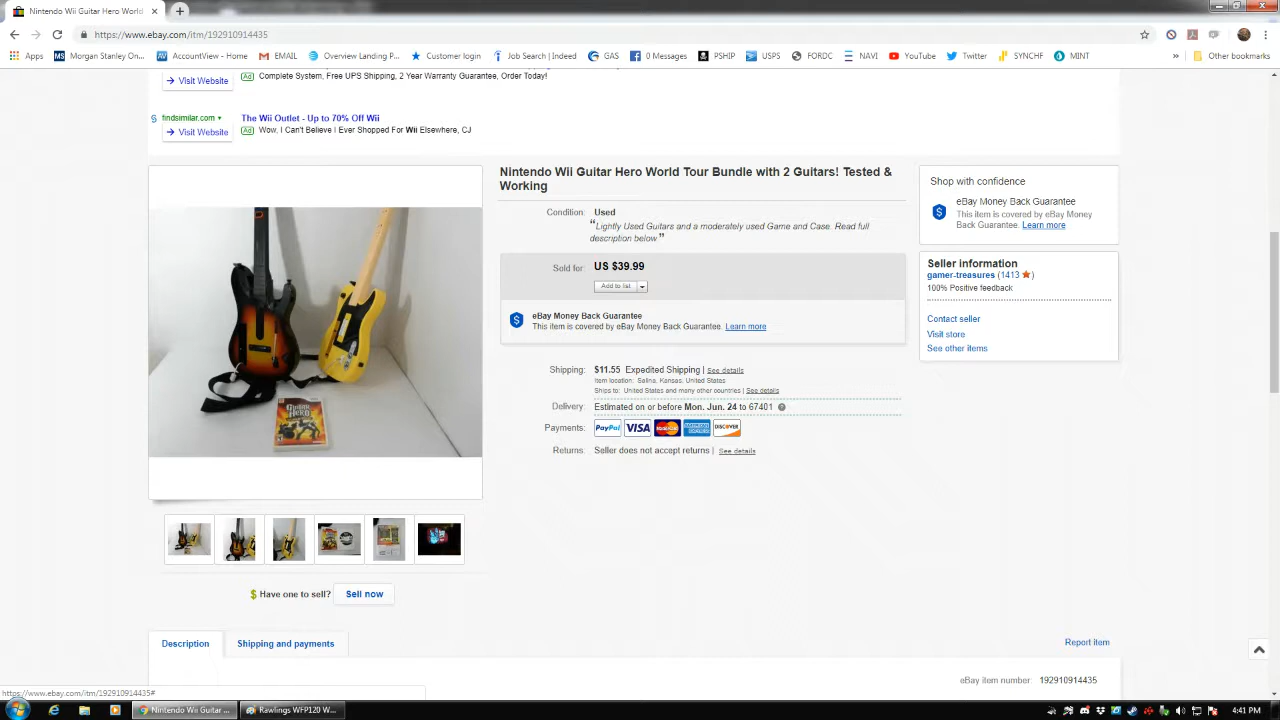 Nintendo Wii Guitar Hero World
https://www.ebay.com/itm/192910914435
Apps
Morgan Stanley On...
AccountView - Home
EMAIL
Overview Landing P...
Customer login
Job Search | Indeed
GAS
0 Messages
PSHIP
USPS
FORDC
NAVI
YouTube
Twitter
SYNCHF
MINT
»
Other bookmarks
Visit Website
Ad Complete System, Free UPS Shipping, 2 Year Warranty Guarantee, Order Today!
findsimilar.com
The Wii Outlet - Up to 70% Off Wii
Visit Website
Ad Wow, I Can't Believe I Ever Shopped For Wii Elsewhere, CJ
Nintendo Wii Guitar Hero World Tour Bundle with 2 Guitars! Tested &
Working
Condition: Used
“Lightly Used Guitars and a moderately used Game and Case. Read full
description below.”
Sold for: US $39.99
Add to list
eBay Money Back Guarantee
This item is covered by eBay Money Back Guarantee. Learn more
Shipping: $11.55 Expedited Shipping | See details
Item location: Salina, Kansas, United States
Ships to: United States and many other countries | See details
Delivery: Estimated on or before Mon. Jun. 24 to 67401
Payments: PayPal VISA MasterCard AMERICAN EXPRESS DISCOVER
Returns: Seller does not accept returns | See details
Shop with confidence
eBay Money Back Guarantee
This item is covered by eBay Money
Back Guarantee. Learn more
Seller information
gamer-treasures (1413 )
100% Positive feedback
Contact seller
Visit store
See other items
GUITAR
HERO
$ Have one to sell? Sell now
Description
Shipping and payments
Report item
eBay item number: 192910914435
https://www.ebay.com/itm/192910914435#
Nintendo Wii Guitar ...
Rawlings WFP120 W...
4:41 PM